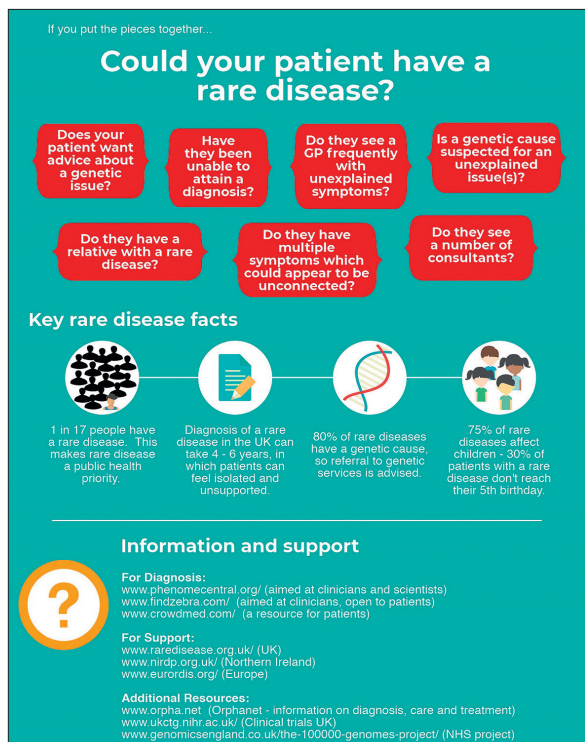 If you put the pieces together...
Could your patient have a
rare disease?
Does your
patient want
advice about
a genetic
issue?
Have
they been
unable to
attain a
diagnosis?
Do they see a
GP frequently
with
unexplained
symptoms?
Is a genetic cause
suspected for an
unexplained
issue(s)?
Do they have a
relative with a rare
disease?
Do they have
multiple
symptoms which
could appear to be
unconnected?
Do they see
a number of
consultants?
Key rare disease facts
1 in 17 people have
a rare disease. This
makes rare disease
a public health
priority.
Diagnosis of a rare
disease in the UK can
take 4 - 6 years, in
which patients can
feel isolated and
unsupported.
80% of rare diseases
have a genetic cause,
so referral to genetic
services is advised.
75% of rare
diseases affect
children - 30% of
patients with a rare
disease don't reach
their 5th birthday.
?
Information and support
For Diagnosis:
www.phenomecentral.org/ (aimed at clinicians and scientists)
www.findzebra.com/ (aimed at clinicians, open to patients)
www.crowdmed.com/ (a resource for patients)
For Support:
www.raredisease.org.uk/ (UK)
www.nirdp.org.uk/ (Northern Ireland)
www.eurordis.org/ (Europe)
Additional Resources:
www.orpha.net (Orphanet - information on diagnosis, care and treatment)
www.ukctg.nihr.ac.uk/ (Clinical trials UK)
www.genomicsengland.co.uk/the-100000-genomes-project/ (NHS project)